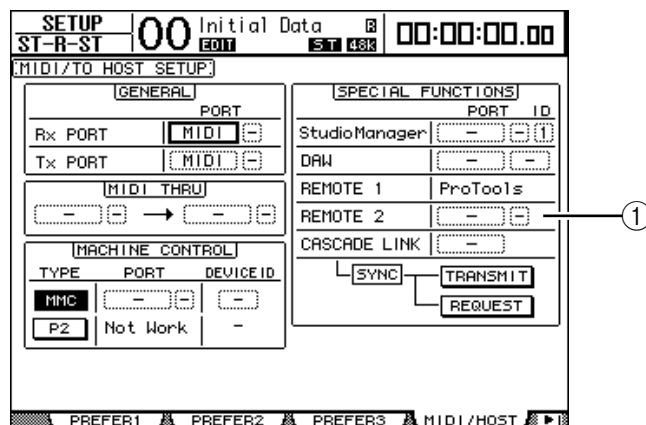 SETUP
ST-R-ST
00 Initial Data R
EDIT ST 48K
00:00:00.00
MIDI/TO HOST SETUP
GENERAL
PORT
Rx PORT MIDI -
Tx PORT MIDI -
MIDI THRU
- - → - -
MACHINE CONTROL
TYPE PORT DEVICE ID
MMC - - -
P2 Not Work -
SPECIAL FUNCTIONS
PORT ID
StudioManager - - 1
DAW - -
REMOTE 1 ProTools
REMOTE 2 - -
CASCADE LINK -
SYNC TRANSMIT
REQUEST
1
PREFER1 PREFER2 PREFER3 MIDI/HOST